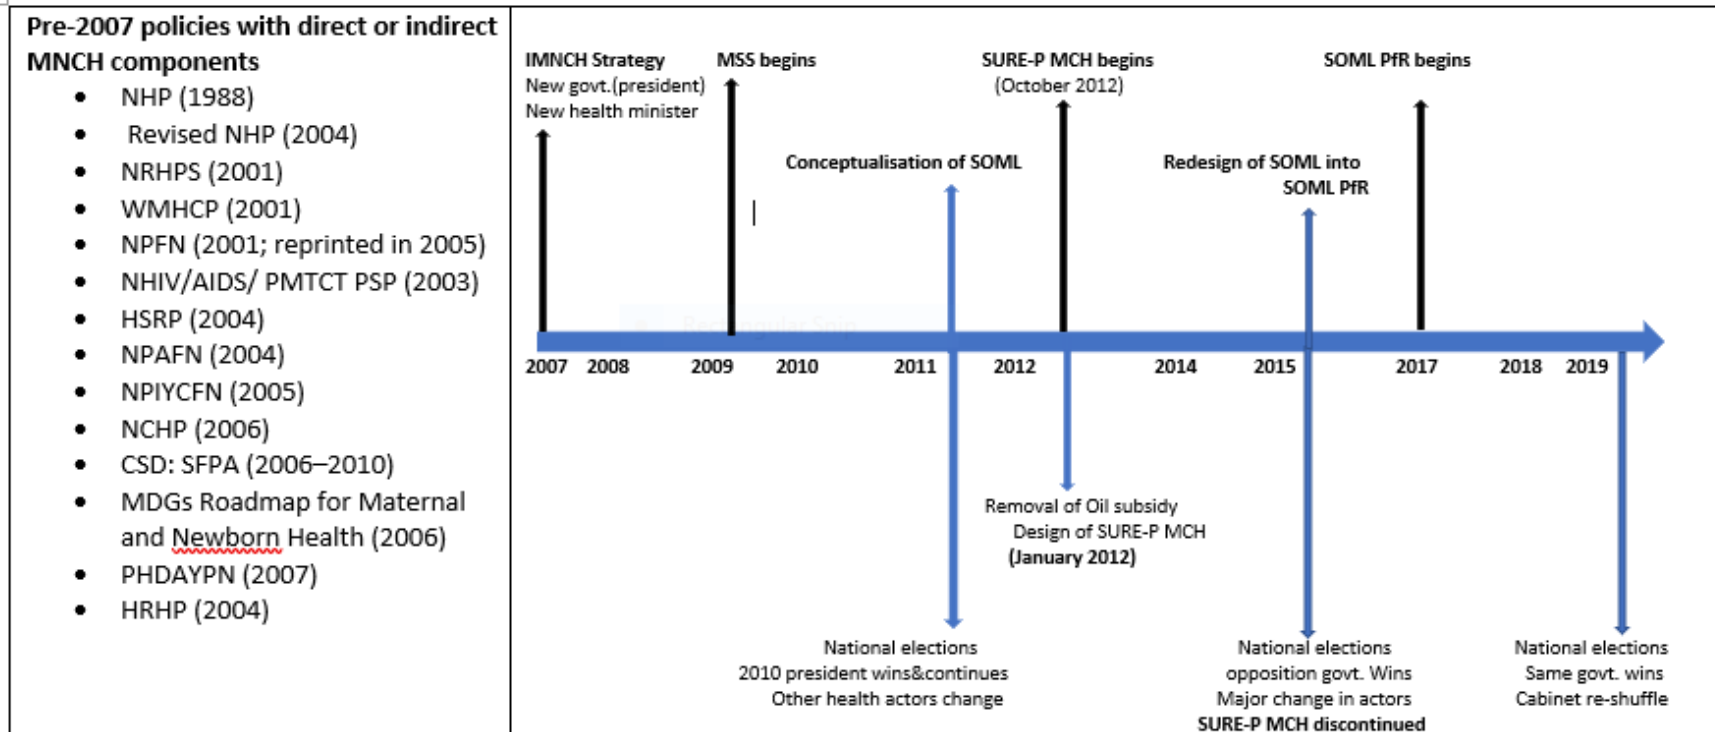 Pre-2007 policies with direct or indirect
MNCH components
• NHP (1988)
• Revised NHP (2004)
• NRHPS (2001)
• WMHCP (2001)
• NPFN (2001; reprinted in 2005)
• NHIV/AIDS/ PMTCT PSP (2003)
• HSRP (2004)
• NPAFN (2004)
• NPIYCFN (2005)
• NCHP (2006)
• CSD: SFPA (2006–2010)
• MDGs Roadmap for Maternal
and Newborn Health (2006)
• PHDAYPN (2007)
• HRHP (2004)
IMNCH Strategy
New govt.(president)
New health minister
MSS begins
SURE-P MCH begins
(October 2012)
SOML PfR begins
Conceptualisation of SOML
Redesign of SOML into
SOML PfR
Rectangular Snip
2007 2008 2009 2010 2011 2012 2014 2015 2017 2018 2019
Removal of Oil subsidy
Design of SURE-P MCH
(January 2012)
National elections
2010 president wins&continues
Other health actors change
National elections
opposition govt. Wins
Major change in actors
SURE-P MCH discontinued
National elections
Same govt. wins
Cabinet re-shuffle